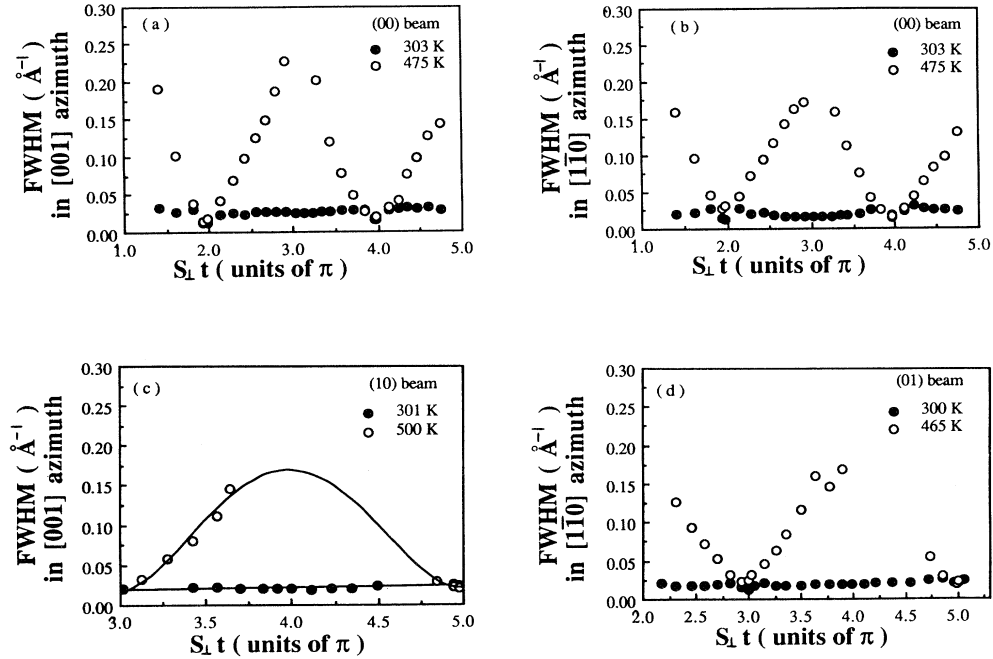 FWHM ( Å⁻¹ )
in [001] azimuth
0.30
0.25
0.20
0.15
0.10
0.05
0.00
( a )
(00) beam
303 K
475 K
1.0 2.0 3.0 4.0 5.0
S⊥ t ( units of π )
FWHM ( Å⁻¹ )
in [11̅0] azimuth
0.30
0.25
0.20
0.15
0.10
0.05
0.00
( b )
(00) beam
303 K
475 K
1.0 2.0 3.0 4.0 5.0
S⊥ t ( units of π )
FWHM ( Å⁻¹ )
in [001] azimuth
0.30
0.25
0.20
0.15
0.10
0.05
0.00
( c )
(10) beam
301 K
500 K
3.0 3.5 4.0 4.5 5.0
S⊥ t ( units of π )
FWHM ( Å⁻¹ )
in [11̅0] azimuth
0.30
0.25
0.20
0.15
0.10
0.05
0.00
( d )
(01) beam
300 K
465 K
2.0 2.5 3.0 3.5 4.0 4.5 5.0
S⊥ t ( units of π )